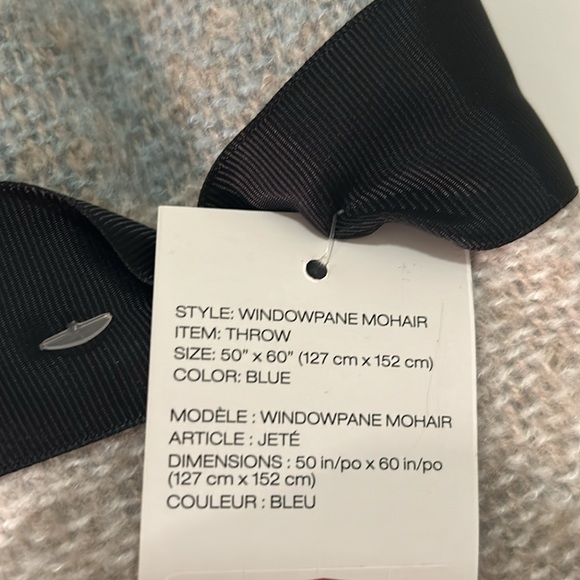 STYLE: WINDOWPANE MOHAIR
ITEM: THROW
SIZE: 50" x 60" (127 cm x 152 cm)
COLOR: BLUE
MODÈLE : WINDOWPANE MOHAIR
ARTICLE : JETÉ
DIMENSIONS : 50 in/po x 60 in/po
(127 cm x 152 cm)
COULEUR : BLEU